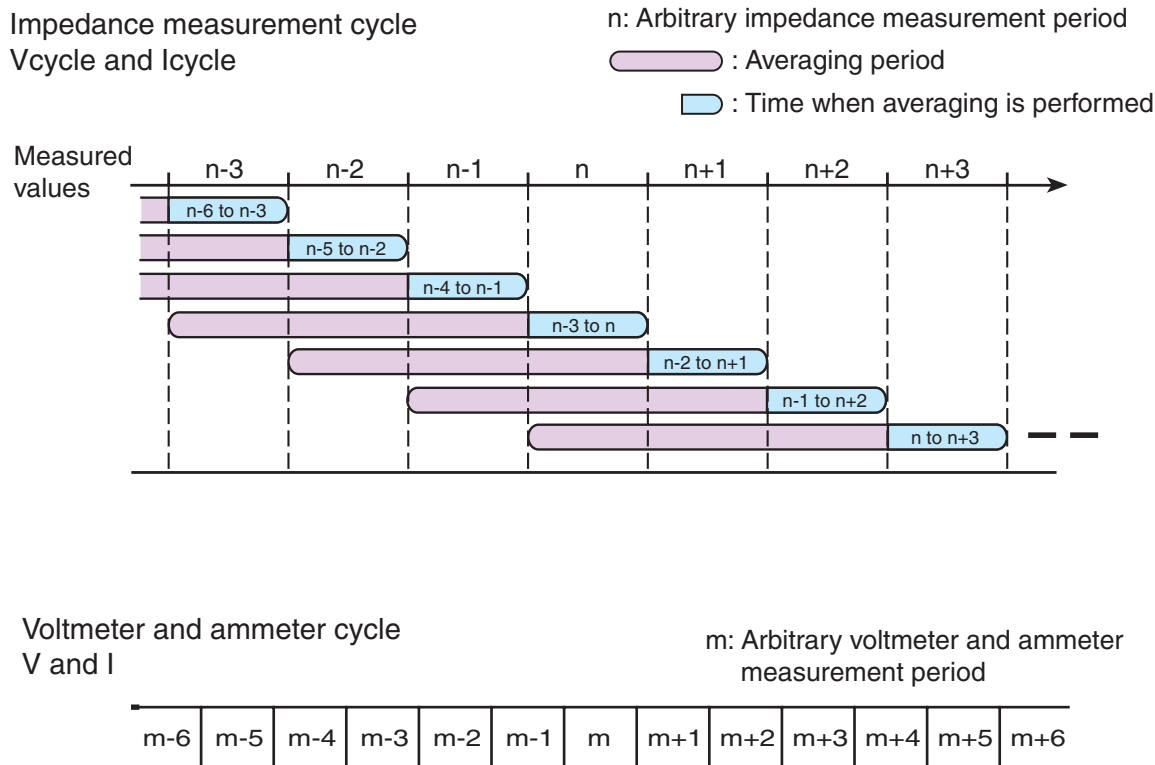 Impedance measurement cycle
Vcycle and Icycle
n: Arbitrary impedance measurement period
: Averaging period
: Time when averaging is performed
Measured
values
n-3 n-2 n-1 n n+1 n+2 n+3
n-6 to n-3
n-5 to n-2
n-4 to n-1
n-3 to n
n-2 to n+1
n-1 to n+2
n to n+3
Voltmeter and ammeter cycle
V and I
m: Arbitrary voltmeter and ammeter
measurement period
m-6 m-5 m-4 m-3 m-2 m-1 m m+1 m+2 m+3 m+4 m+5 m+6